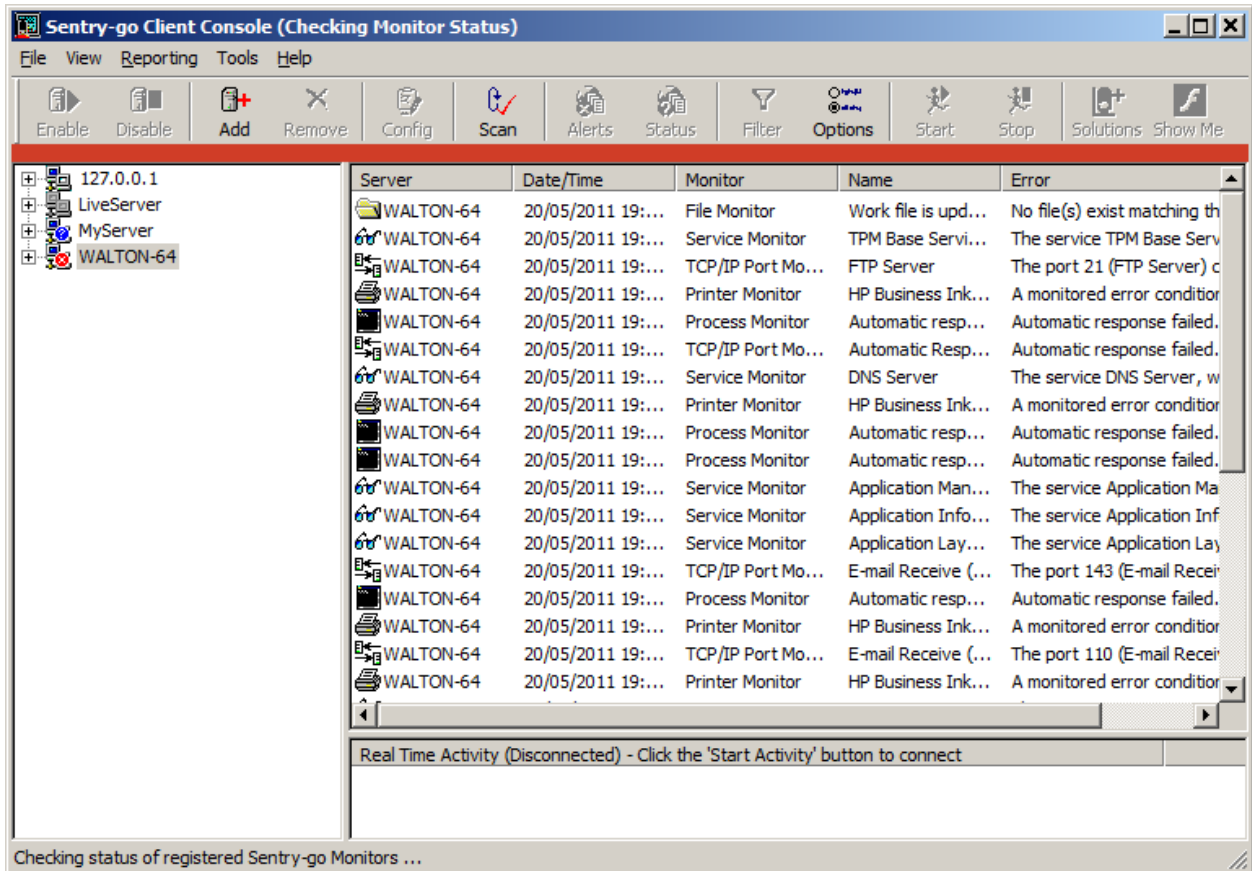 Sentry-go Client Console (Checking Monitor Status)
File View Reporting Tools Help
Enable Disable Add Remove Config Scan Alerts Status Filter Options Start Stop Solutions Show Me
127.0.0.1
LiveServer
MyServer
WALTON-64
Server Date/Time Monitor Name Error
WALTON-64 20/05/2011 19:... File Monitor Work file is upd... No file(s) exist matching th
WALTON-64 20/05/2011 19:... Service Monitor TPM Base Servi... The service TPM Base Serv
WALTON-64 20/05/2011 19:... TCP/IP Port Mo... FTP Server The port 21 (FTP Server) c
WALTON-64 20/05/2011 19:... Printer Monitor HP Business Ink... A monitored error condition
WALTON-64 20/05/2011 19:... Process Monitor Automatic resp... Automatic response failed.
WALTON-64 20/05/2011 19:... TCP/IP Port Mo... Automatic Resp... Automatic response failed.
WALTON-64 20/05/2011 19:... Service Monitor DNS Server The service DNS Server, w
WALTON-64 20/05/2011 19:... Printer Monitor HP Business Ink... A monitored error condition
WALTON-64 20/05/2011 19:... Process Monitor Automatic resp... Automatic response failed.
WALTON-64 20/05/2011 19:... Process Monitor Automatic resp... Automatic response failed.
WALTON-64 20/05/2011 19:... Service Monitor Application Man... The service Application Ma
WALTON-64 20/05/2011 19:... Service Monitor Application Info... The service Application Inf
WALTON-64 20/05/2011 19:... Service Monitor Application Lay... The service Application Lay
WALTON-64 20/05/2011 19:... TCP/IP Port Mo... E-mail Receive (... The port 143 (E-mail Recei
WALTON-64 20/05/2011 19:... Process Monitor Automatic resp... Automatic response failed.
WALTON-64 20/05/2011 19:... Printer Monitor HP Business Ink... A monitored error condition
WALTON-64 20/05/2011 19:... TCP/IP Port Mo... E-mail Receive (... The port 110 (E-mail Recei
WALTON-64 20/05/2011 19:... Printer Monitor HP Business Ink... A monitored error condition
Real Time Activity (Disconnected) - Click the 'Start Activity' button to connect
Checking status of registered Sentry-go Monitors ...